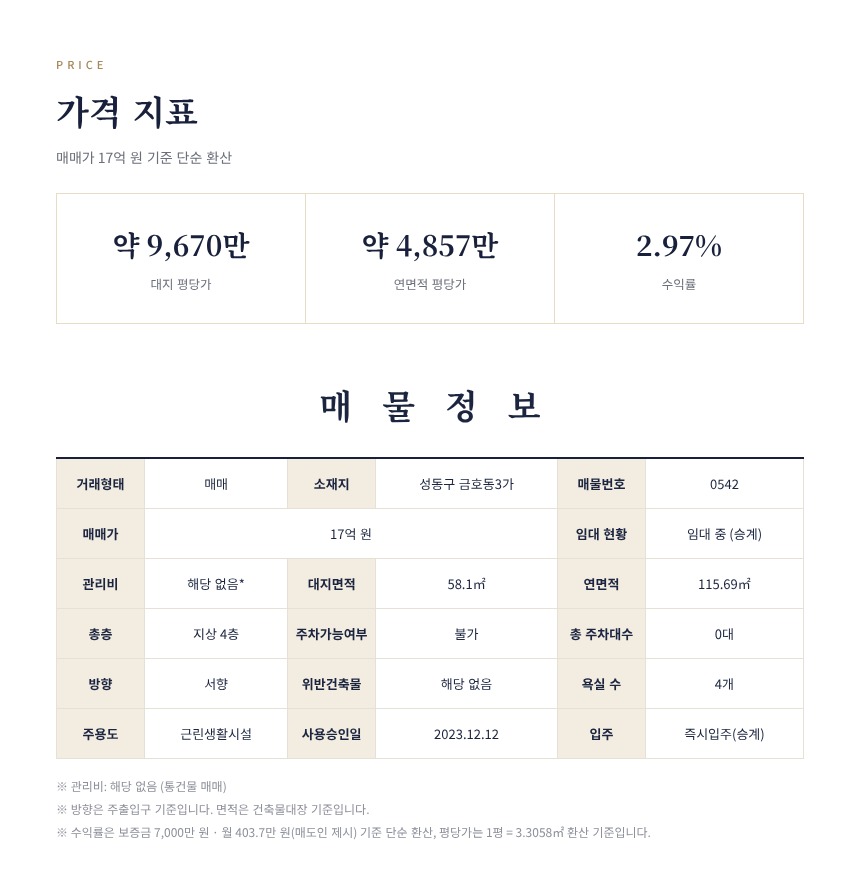 PRICE
가격 지표
매매가 17억 원 기준 단순 환산
약 9,670만 약 4,857만 2.97%
대지 평당가 연면적 평당가 수익률
매 물 정 보
거래형태 매매 소재지 성동구 금호동3가 매물번호 0542
매매가 17억 원 임대 현황 임대 중 (승계)
관리비 해당 없음* 대지면적 58.1㎡ 연면적 115.69㎡
총층 지상 4층 주차가능여부 불가 총 주차대수 0대
방향 서향 위반건축물 해당 없음 욕실 수 4개
주용도 근린생활시설 사용승인일 2023.12.12 입주 즉시입주(승계)
※ 관리비: 해당 없음 (통건물 매매)
※ 방향은 주출입구 기준입니다. 면적은 건축물대장 기준입니다.
※ 수익률은 보증금 7,000만 원 · 월 403.7만 원(매도인 제시) 기준 단순 환산, 평당가는 1평 = 3.3058㎡ 환산 기준입니다.